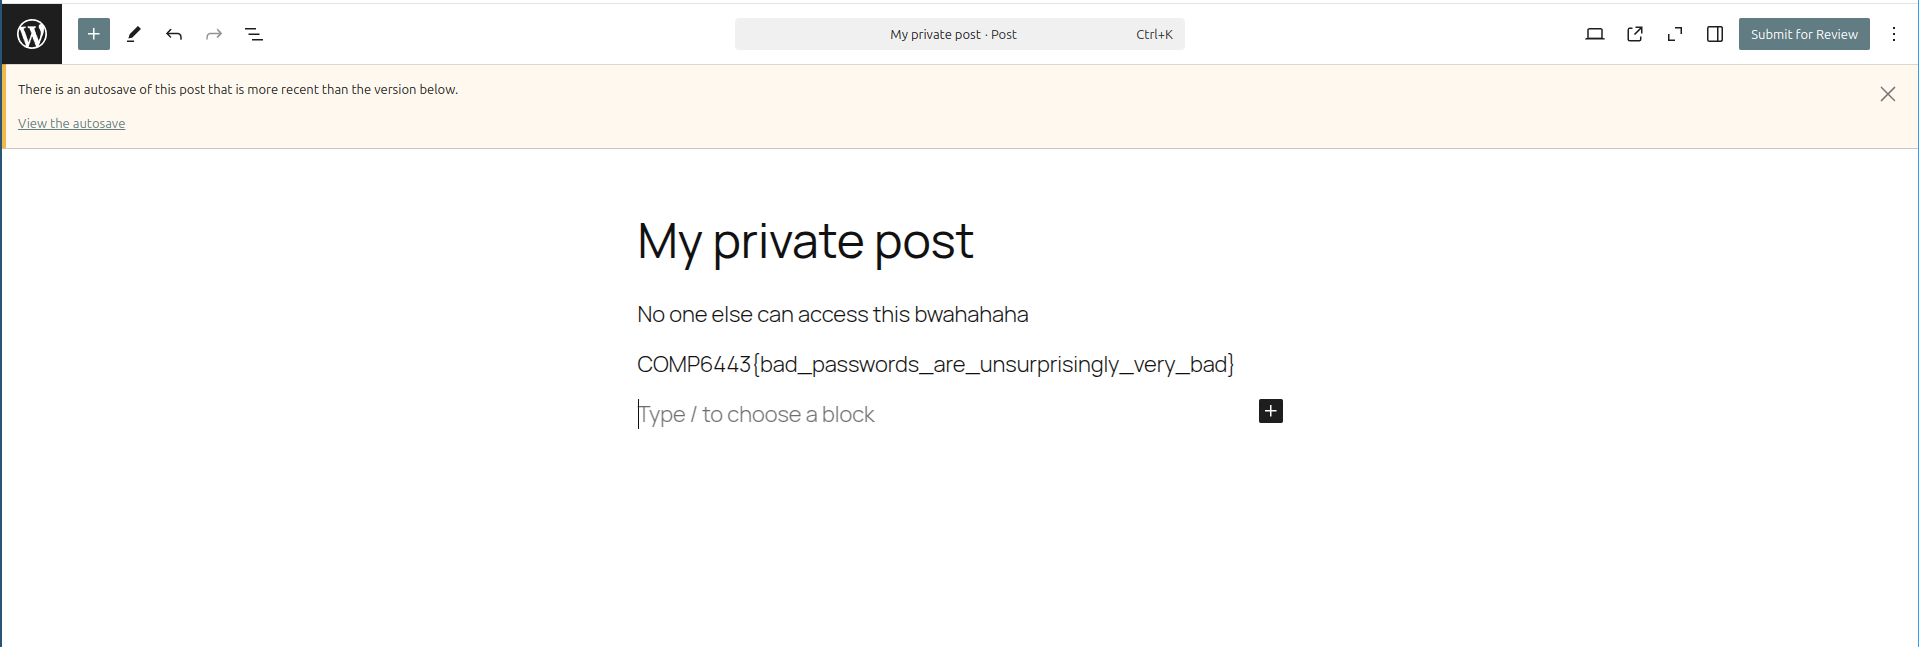 My private post · Post Ctrl+K
Submit for Review
There is an autosave of this post that is more recent than the version below.
View the autosave
My private post
No one else can access this bwahahaha
COMP6443{bad_passwords_are_unsurprisingly_very_bad}
Type / to choose a block